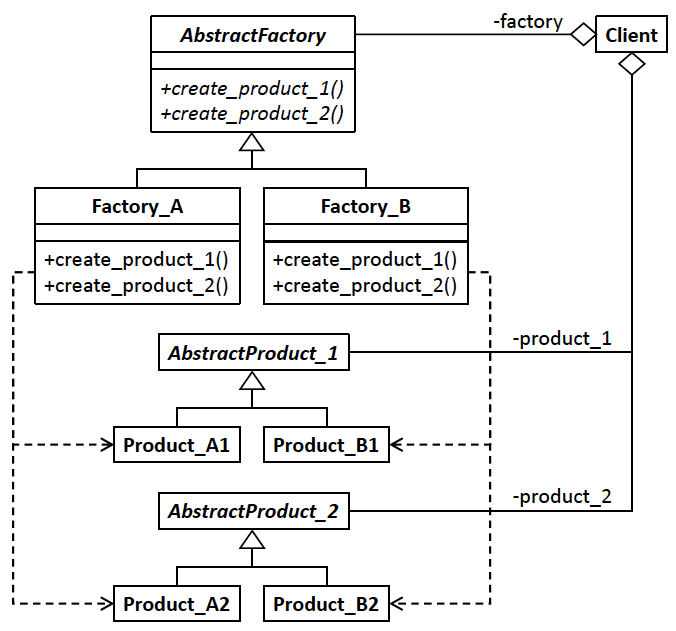 AbstractFactory
-factory
Client
+create_product_1()
+create_product_2()
Factory_A
Factory_B
+create_product_1()
+create_product_2()
+create_product_1()
+create_product_2()
-product_1
AbstractProduct_1
Product_A1
Product_B1
-product_2
AbstractProduct_2
Product_A2
Product_B2